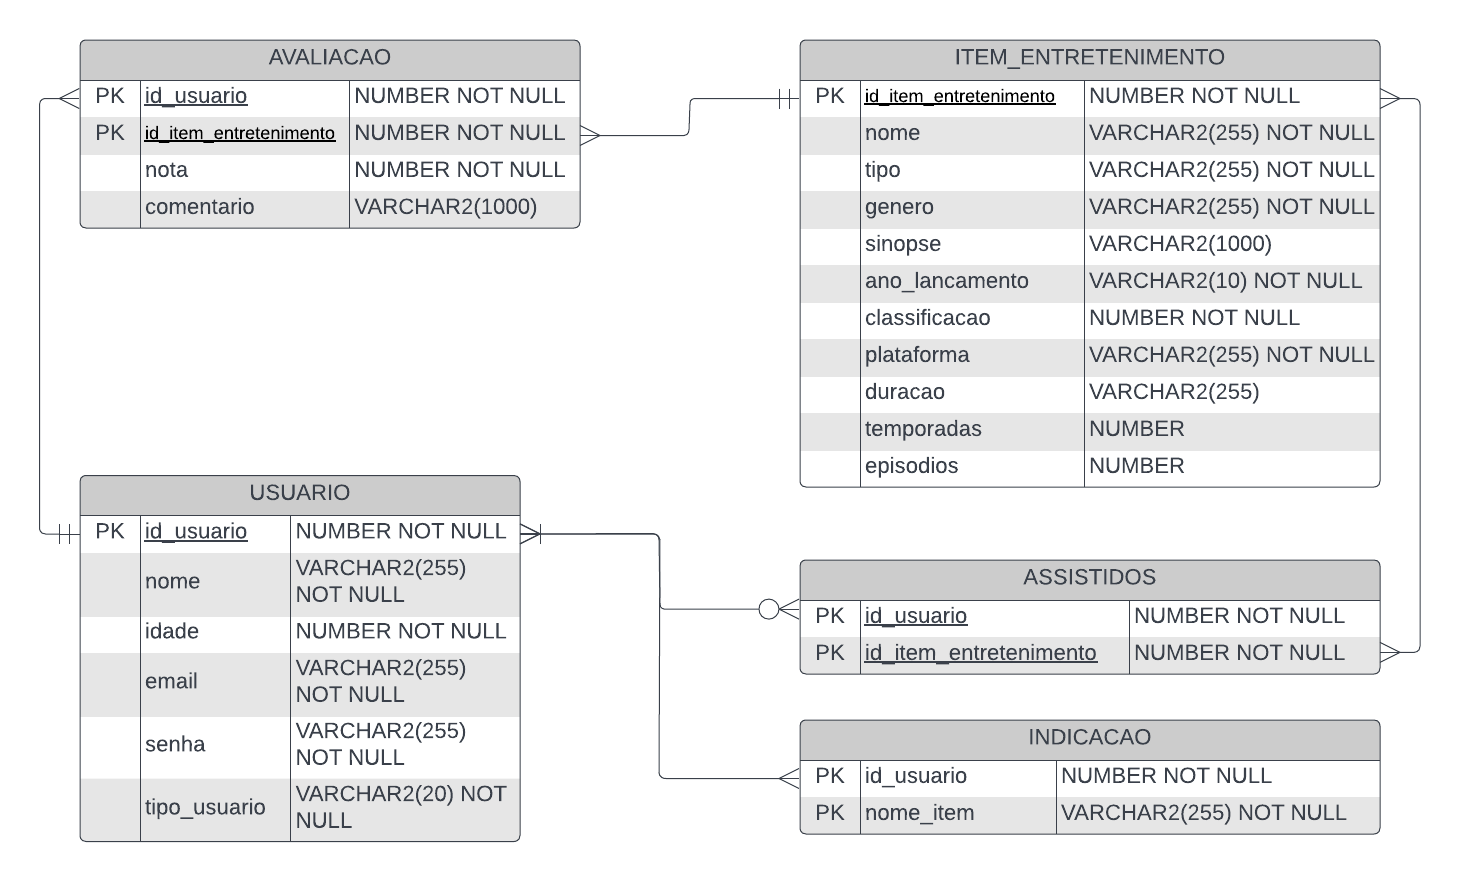 AVALIACAO
PK id_usuario NUMBER NOT NULL
PK id_item_entretenimento NUMBER NOT NULL
nota NUMBER NOT NULL
comentario VARCHAR2(1000)
ITEM_ENTRETENIMENTO
PK id_item_entretenimento NUMBER NOT NULL
nome VARCHAR2(255) NOT NULL
tipo VARCHAR2(255) NOT NULL
genero VARCHAR2(255) NOT NULL
sinopse VARCHAR2(1000)
ano_lancamento VARCHAR2(10) NOT NULL
classificacao NUMBER NOT NULL
plataforma VARCHAR2(255) NOT NULL
duracao VARCHAR2(255)
temporadas NUMBER
episodios NUMBER
USUARIO
PK id_usuario NUMBER NOT NULL
nome VARCHAR2(255)
NOT NULL
idade NUMBER NOT NULL
email VARCHAR2(255)
NOT NULL
senha VARCHAR2(255)
NOT NULL
tipo_usuario VARCHAR2(20) NOT
NULL
ASSISTIDOS
PK id_usuario NUMBER NOT NULL
PK id_item_entretenimento NUMBER NOT NULL
INDICACAO
PK id_usuario NUMBER NOT NULL
PK nome_item VARCHAR2(255) NOT NULL